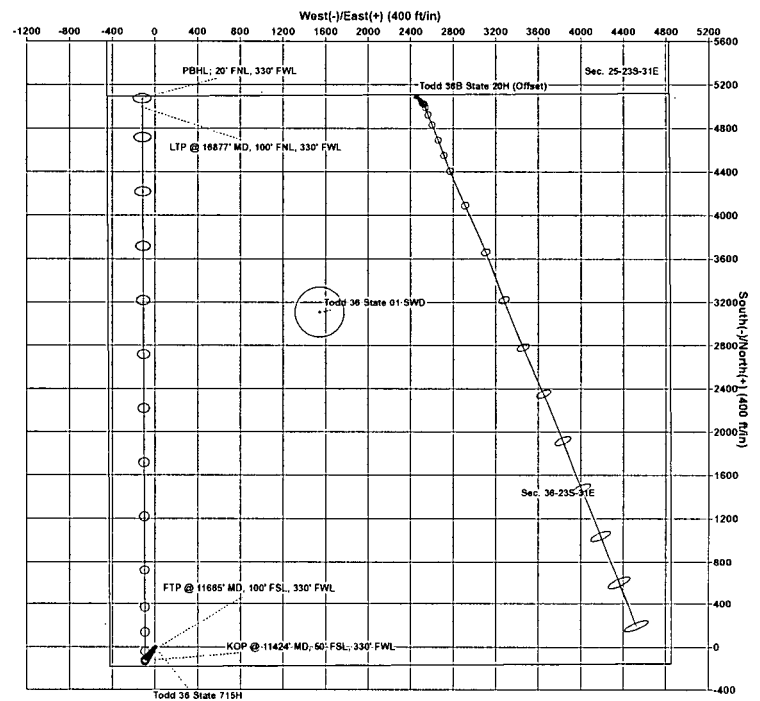 West(-)/East(+) (400 ft/in)
-1200 -800 -400 0 400 800 1200 1600 2000 2400 2800 3200 3600 4000 4400 4800 5200
5600
PBHL; 20' FNL, 330' FWL
Sec. 25-23S-31E
Todd 36B State 20H (Offset)
5200
4800
LTP @ 16877' MD, 100' FNL, 330' FWL
4400
4000
3600
Todd 36 State 01 SWD
3200
2800
South(-)/North(+) (400 ft/in)
2400
2000
1600
Sec. 36-23S-31E
1200
800
FTP @ 11665' MD, 100' FSL, 330' FWL
400
KOP @ 11424' MD, 50' FSL, 330' FWL
0
-400
Todd 36 State 715H